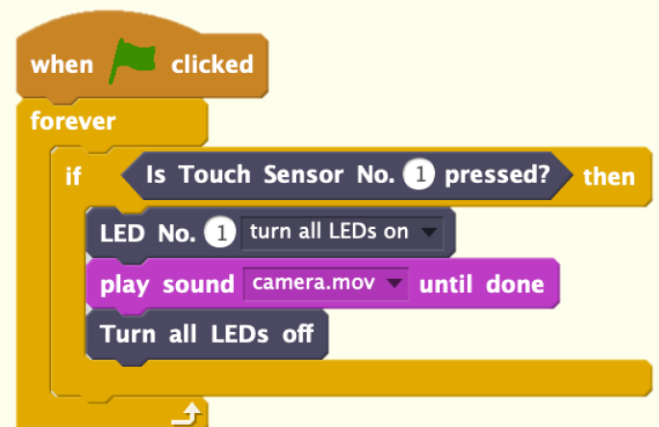 when clicked
forever
if Is Touch Sensor No. 1 pressed? then
LED No. 1 turn all LEDs on
play sound camera.mov until done
Turn all LEDs off